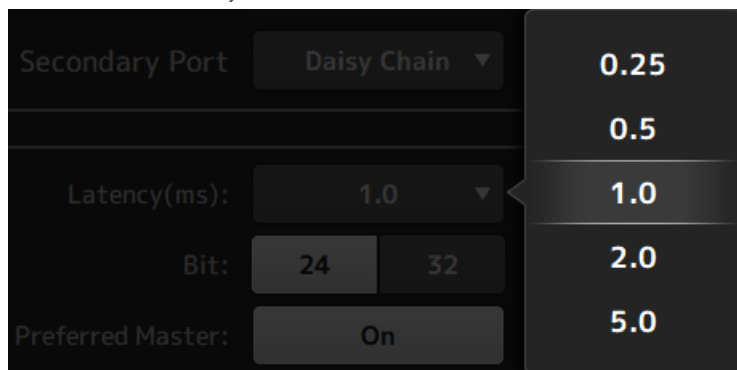 Secondary Port Daisy Chain ▼
Latency(ms): 1.0 ▼
Bit: 24 32
Preferred Master: On
0.25
0.5
1.0
2.0
5.0